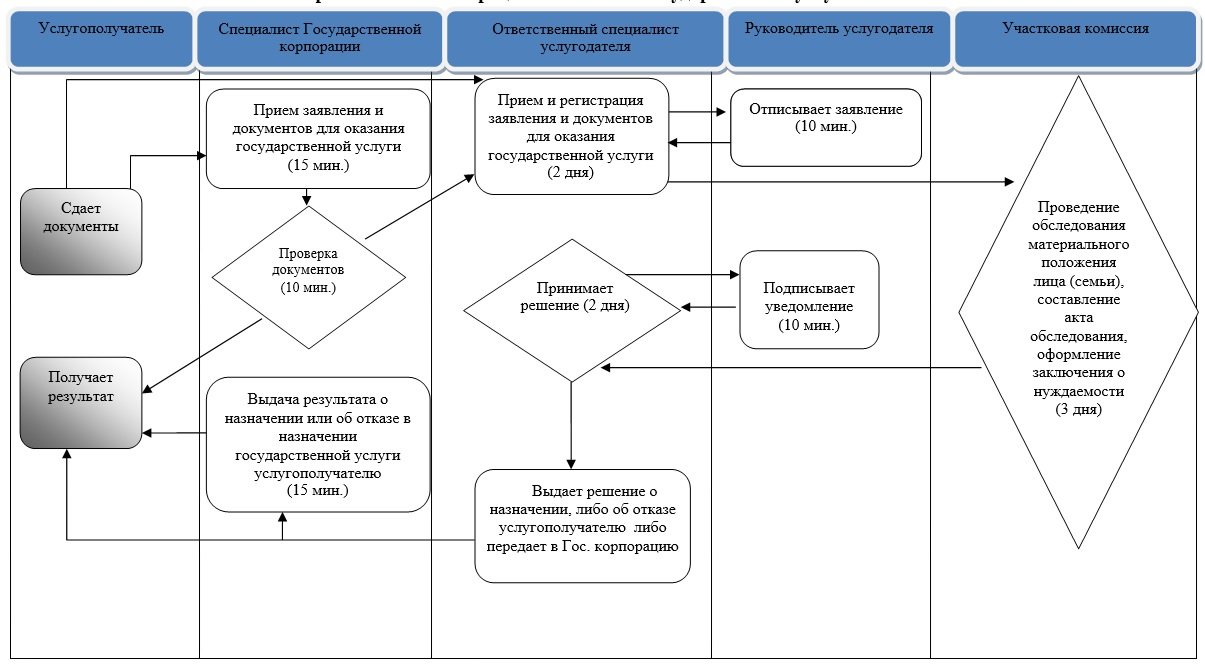 Услугополучатель
Специалист Государственной
корпорации
Ответственный специалист
услугодателя
Руководитель услугодателя
Участковая комиссия
Сдает
документы
Получает
результат
Прием заявления и
документов для оказания
государственной услуги
(15 мин.)
Проверка
документов
(10 мин.)
Выдача результата о
назначении или об отказе в
назначении
государственной услуги
услугополучателю
(15 мин.)
Прием и регистрация
заявления и документов
для оказания
государственной услуги
(2 дня)
Принимает
решение (2 дня)
Выдает решение о
назначении, либо об отказе
услугополучателю либо
передает в Гос. корпорацию
Отписывает заявление
(10 мин.)
Подписывает
уведомление
(10 мин.)
Проведение
обследования
материального
положения
лица (семьи),
составление
акта
обследования,
оформление
заключения о
нуждаемости
(3 дня)